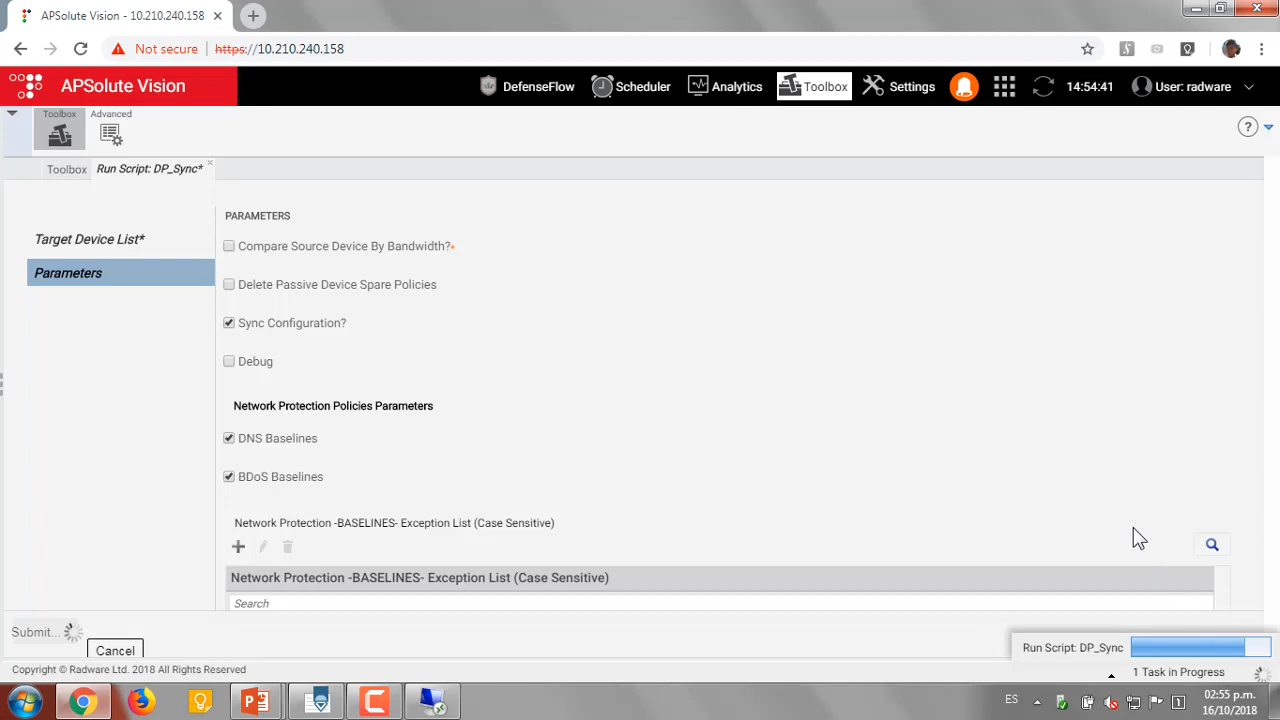 APSolute Vision - 10.210.240.158
Not secure https://10.210.240.158
APSolute Vision DefenseFlow Scheduler Analytics Toolbox Settings 14:54:41 User: radware
Toolbox Advanced
Toolbox Run Script: DP_Sync*
PARAMETERS
Target Device List*
Compare Source Device By Bandwidth?
Parameters
Delete Passive Device Spare Policies
Sync Configuration?
Debug
Network Protection Policies Parameters
DNS Baselines
BDoS Baselines
Network Protection -BASELINES- Exception List (Case Sensitive)
Network Protection -BASELINES- Exception List (Case Sensitive)
Search
Submit...
Cancel
Run Script: DP_Sync
Copyright © Radware Ltd. 2018 All Rights Reserved
1 Task in Progress
ES
02:55 p.m.
16/10/2018